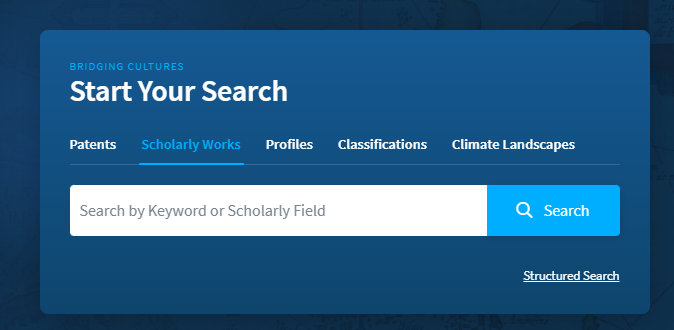 BRIDGING CULTURES
Start Your Search
Patents Scholarly Works Profiles Classifications Climate Landscapes
Search by Keyword or Scholarly Field Search
Structured Search